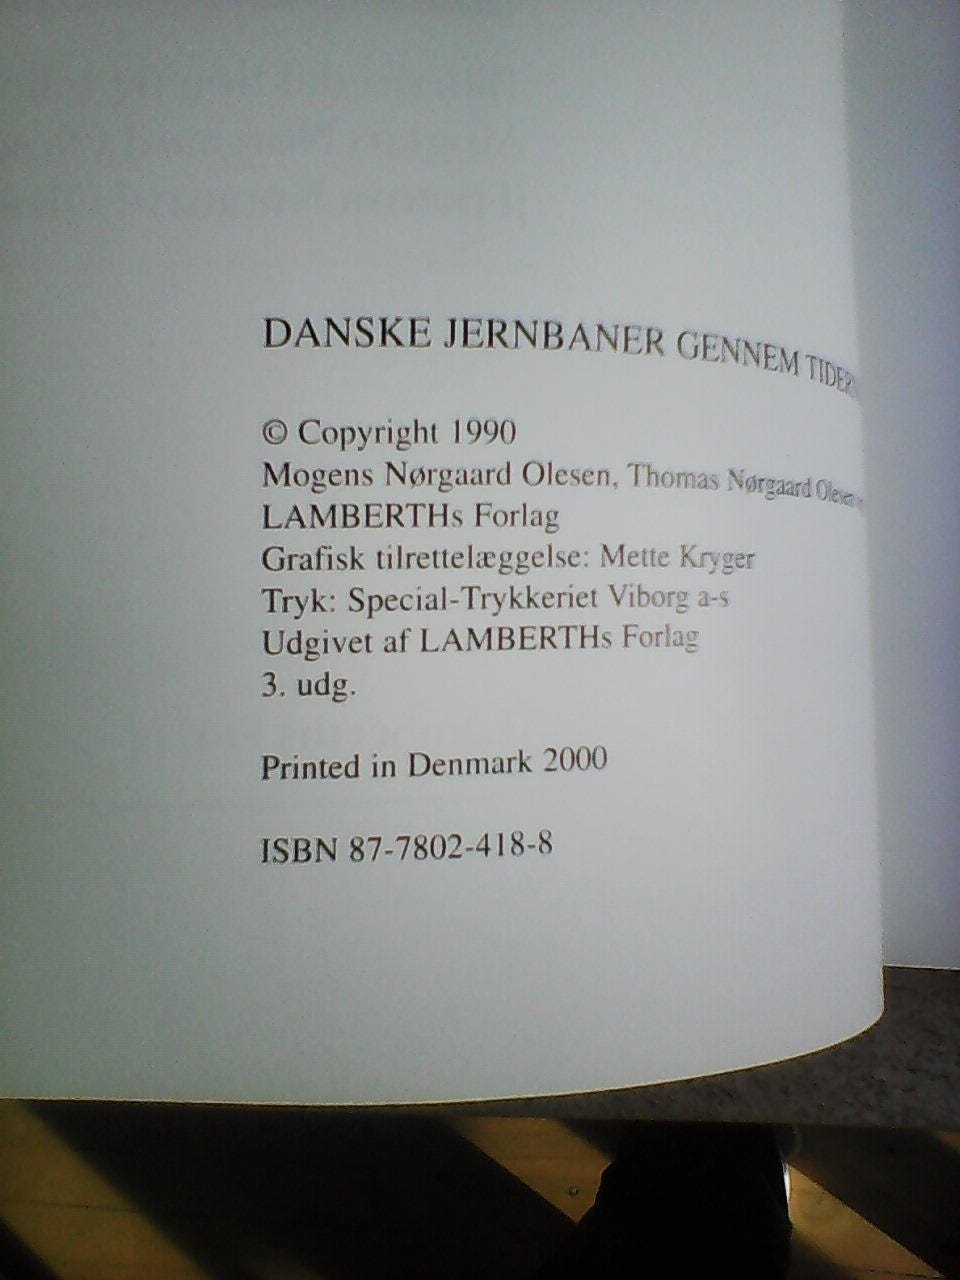 DANSKE JERNBANER GENNEM
© Copyright 1990
Mogens Nørgaard Olesen, Thomas Nørgaard Olesen
LAMBERTHs Forlag
Grafisk tilrettelæggelse: Mette Kryger
Tryk: Special-Trykkeriet Viborg a-s
Udgivet af LAMBERTHs Forlag
3. udg.
Printed in Denmark 2000
ISBN 87-7802-418-8